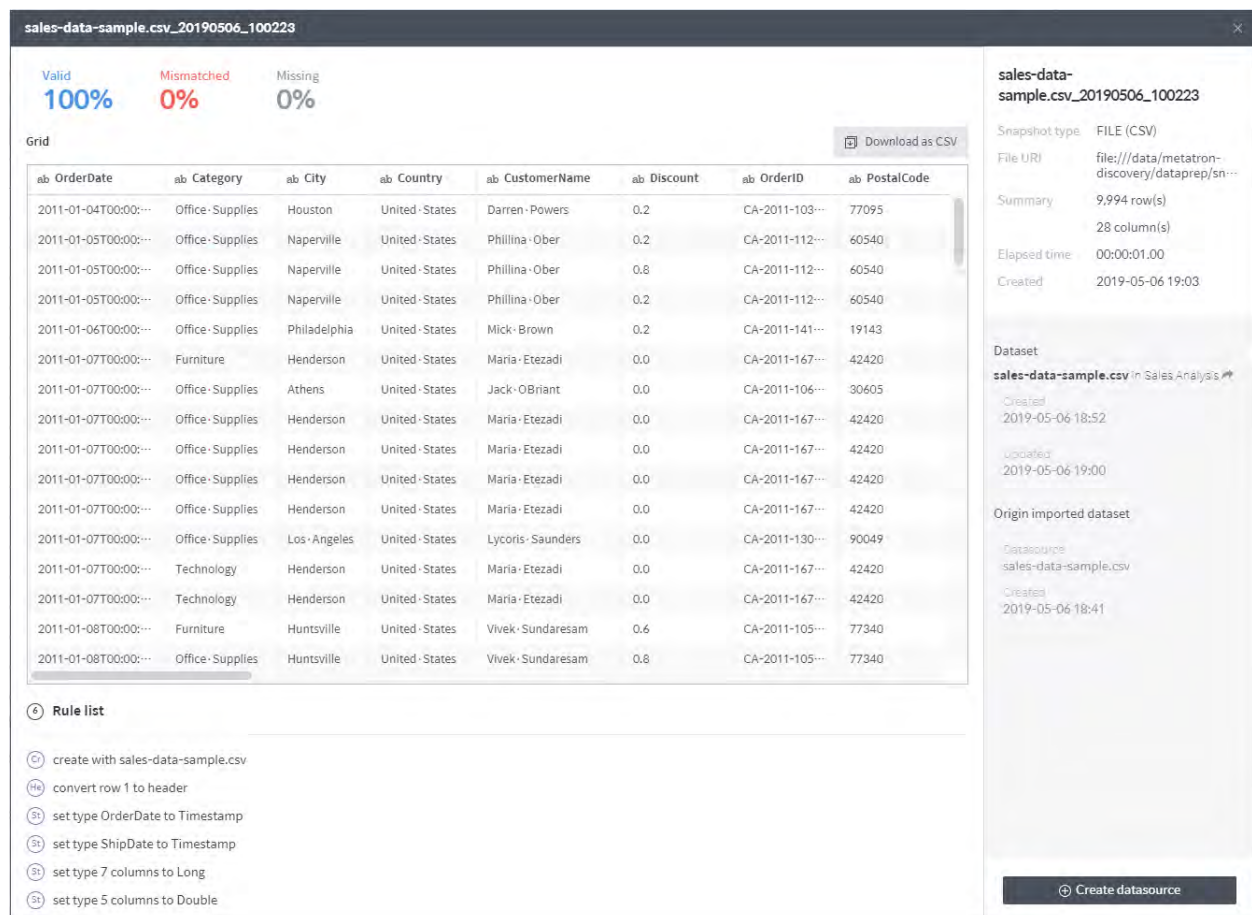 sales-data-sample.csv_20190506_100223
Valid Mismatched Missing
100% 0% 0%
Grid
Download as CSV
ab OrderDate ab Category ab City ab Country ab CustomerName ab Discount ab OrderID ab PostalCode
2011-01-04T00:00:··· Office·Supplies Houston United·States Darren·Powers 0.2 CA-2011-103··· 77095
2011-01-05T00:00:··· Office·Supplies Naperville United·States Phillina·Ober 0.2 CA-2011-112··· 60540
2011-01-05T00:00:··· Office·Supplies Naperville United·States Phillina·Ober 0.8 CA-2011-112··· 60540
2011-01-05T00:00:··· Office·Supplies Naperville United·States Phillina·Ober 0.2 CA-2011-112··· 60540
2011-01-06T00:00:··· Office·Supplies Philadelphia United·States Mick·Brown 0.2 CA-2011-141··· 19143
2011-01-07T00:00:··· Furniture Henderson United·States Maria·Etezadi 0.0 CA-2011-167··· 42420
2011-01-07T00:00:··· Office·Supplies Athens United·States Jack·OBriant 0.0 CA-2011-106··· 30605
2011-01-07T00:00:··· Office·Supplies Henderson United·States Maria·Etezadi 0.0 CA-2011-167··· 42420
2011-01-07T00:00:··· Office·Supplies Henderson United·States Maria·Etezadi 0.0 CA-2011-167··· 42420
2011-01-07T00:00:··· Office·Supplies Henderson United·States Maria·Etezadi 0.0 CA-2011-167··· 42420
2011-01-07T00:00:··· Office·Supplies Henderson United·States Maria·Etezadi 0.0 CA-2011-167··· 42420
2011-01-07T00:00:··· Office·Supplies Los·Angeles United·States Lycoris·Saunders 0.0 CA-2011-130··· 90049
2011-01-07T00:00:··· Technology Henderson United·States Maria·Etezadi 0.0 CA-2011-167··· 42420
2011-01-07T00:00:··· Technology Henderson United·States Maria·Etezadi 0.0 CA-2011-167··· 42420
2011-01-08T00:00:··· Furniture Huntsville United·States Vivek·Sundaresam 0.6 CA-2011-105··· 77340
2011-01-08T00:00:··· Office·Supplies Huntsville United·States Vivek·Sundaresam 0.8 CA-2011-105··· 77340
6 Rule list
Cr create with sales-data-sample.csv
He convert row 1 to header
St set type OrderDate to Timestamp
St set type ShipDate to Timestamp
St set type 7 columns to Long
St set type 5 columns to Double
sales-data-
sample.csv_20190506_100223
Snapshot type FILE (CSV)
File URI file:///data/metatron-
discovery/dataprep/sn···
Summary 9,994 row(s)
28 column(s)
Elapsed time 00:00:01.00
Created 2019-05-06 19:03
Dataset
sales-data-sample.csv in Sales Analysis
Created
2019-05-06 18:52
Updated
2019-05-06 19:00
Origin imported dataset
Datasource
sales-data-sample.csv
Created
2019-05-06 18:41
Create datasource